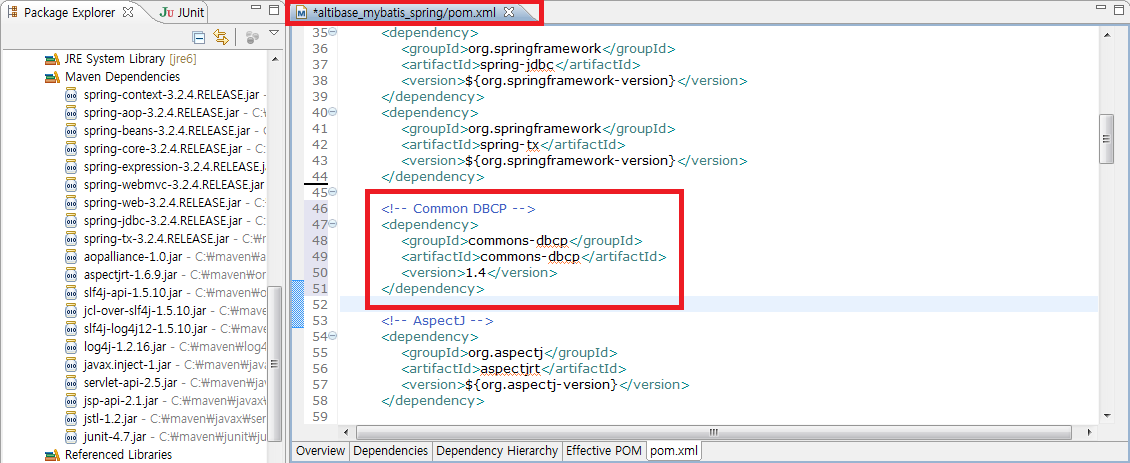 Package Explorer
JUnit
JRE System Library [jre6]
Maven Dependencies
spring-context-3.2.4.RELEASE.jar -
spring-aop-3.2.4.RELEASE.jar - C:₩
spring-beans-3.2.4.RELEASE.jar -
spring-core-3.2.4.RELEASE.jar - C:
spring-expression-3.2.4.RELEASE.jar
spring-webmvc-3.2.4.RELEASE.jar
spring-web-3.2.4.RELEASE.jar - C:
spring-jdbc-3.2.4.RELEASE.jar - C:
spring-tx-3.2.4.RELEASE.jar - C:₩
aopalliance-1.0.jar - C:₩maven₩a
aspectjrt-1.6.9.jar - C:₩maven₩or
slf4j-api-1.5.10.jar - C:₩maven₩o
jcl-over-slf4j-1.5.10.jar - C:₩mave
slf4j-log4j12-1.5.10.jar - C:₩mave
log4j-1.2.16.jar - C:₩maven₩log4
javax.inject-1.jar - C:₩maven₩jav
servlet-api-2.5.jar - C:₩maven₩ja
jsp-api-2.1.jar - C:₩maven₩javax₩
jstl-1.2.jar - C:₩maven₩javax₩ser
junit-4.7.jar - C:₩maven₩junit₩ju
Referenced Libraries
*altibase_mybatis_spring/pom.xml
35 <dependency>
36 <groupId>org.springframework</groupId>
37 <artifactId>spring-jdbc</artifactId>
38 <version>${org.springframework-version}</version>
39 </dependency>
40 <dependency>
41 <groupId>org.springframework</groupId>
42 <artifactId>spring-tx</artifactId>
43 <version>${org.springframework-version}</version>
44 </dependency>
45
46 <!-- Common DBCP -->
47 <dependency>
48 <groupId>commons-dbcp</groupId>
49 <artifactId>commons-dbcp</artifactId>
50 <version>1.4</version>
51 </dependency>
52
53 <!-- AspectJ -->
54 <dependency>
55 <groupId>org.aspectj</groupId>
56 <artifactId>aspectjrt</artifactId>
57 <version>${org.aspectj-version}</version>
58 </dependency>
59
Overview Dependencies Dependency Hierarchy Effective POM pom.xml